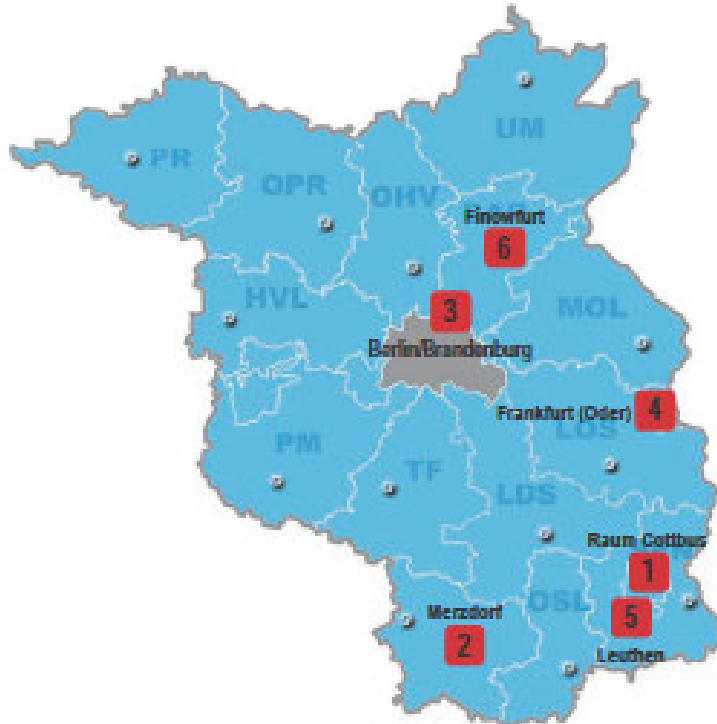 UM
PR
OPR
OHV
Finowfurt
6
HVL
3
MOL
Berlin/Brandenburg
Frankfurt (Oder)
4
LOS
PM
TF
LDS
Raum Cottbus
1
OSL
Merzdorf
5
2
Leuthen